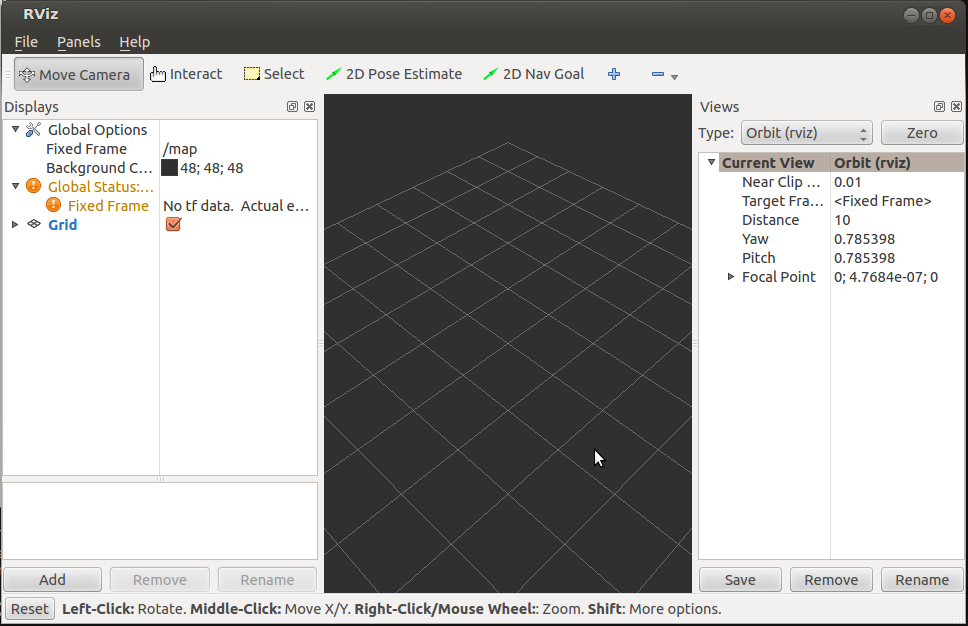 RViz
File Panels Help
Move Camera Interact Select 2D Pose Estimate 2D Nav Goal
Displays
Global Options
Fixed Frame /map
Background C... 48; 48; 48
Global Status:...
Fixed Frame No tf data. Actual e...
Grid
Add Remove Rename
Views
Type: Orbit (rviz) Zero
Current View Orbit (rviz)
Near Clip ... 0.01
Target Fra... <Fixed Frame>
Distance 10
Yaw 0.785398
Pitch 0.785398
Focal Point 0; 4.7684e-07; 0
Save Remove Rename
Reset Left-Click: Rotate. Middle-Click: Move X/Y. Right-Click/Mouse Wheel:: Zoom. Shift: More options.